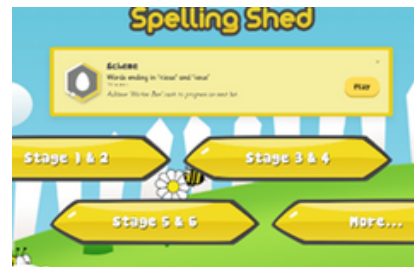 Spelling Shed
Scheme
Words ending in 'cious' and 'tious'
Play
Stage 1 & 2
Stage 3 & 4
Stage 5 & 6
More...